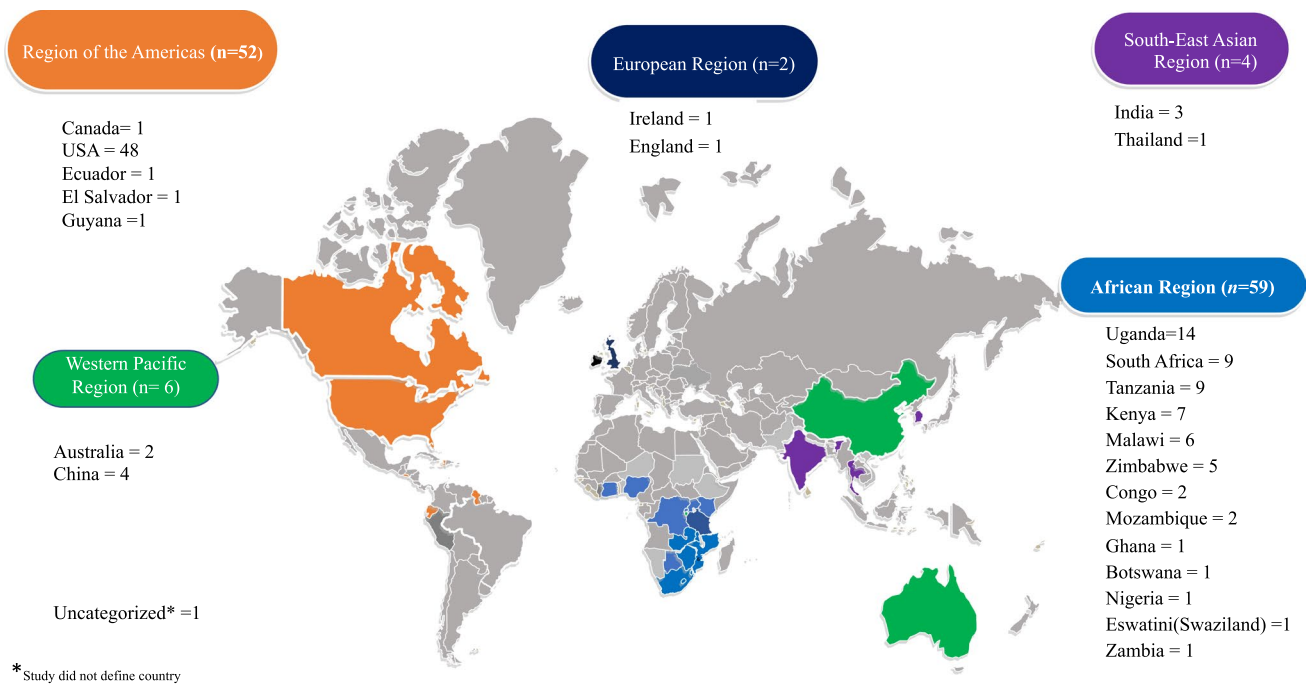 Region of the Americas (n=52)
Canada= 1
USA = 48
Ecuador = 1
El Salvador = 1
Guyana =1
European Region (n=2)
Ireland = 1
England = 1
South-East Asian
Region (n=4)
India = 3
Thailand =1
Western Pacific
Region (n= 6)
Australia = 2
China = 4
African Region (n=59)
Uganda=14
South Africa = 9
Tanzania = 9
Kenya = 7
Malawi = 6
Zimbabwe = 5
Congo = 2
Mozambique = 2
Ghana = 1
Botswana = 1
Nigeria = 1
Eswatini(Swaziland) =1
Zambia = 1
Uncategorized* =1
*Study did not define country